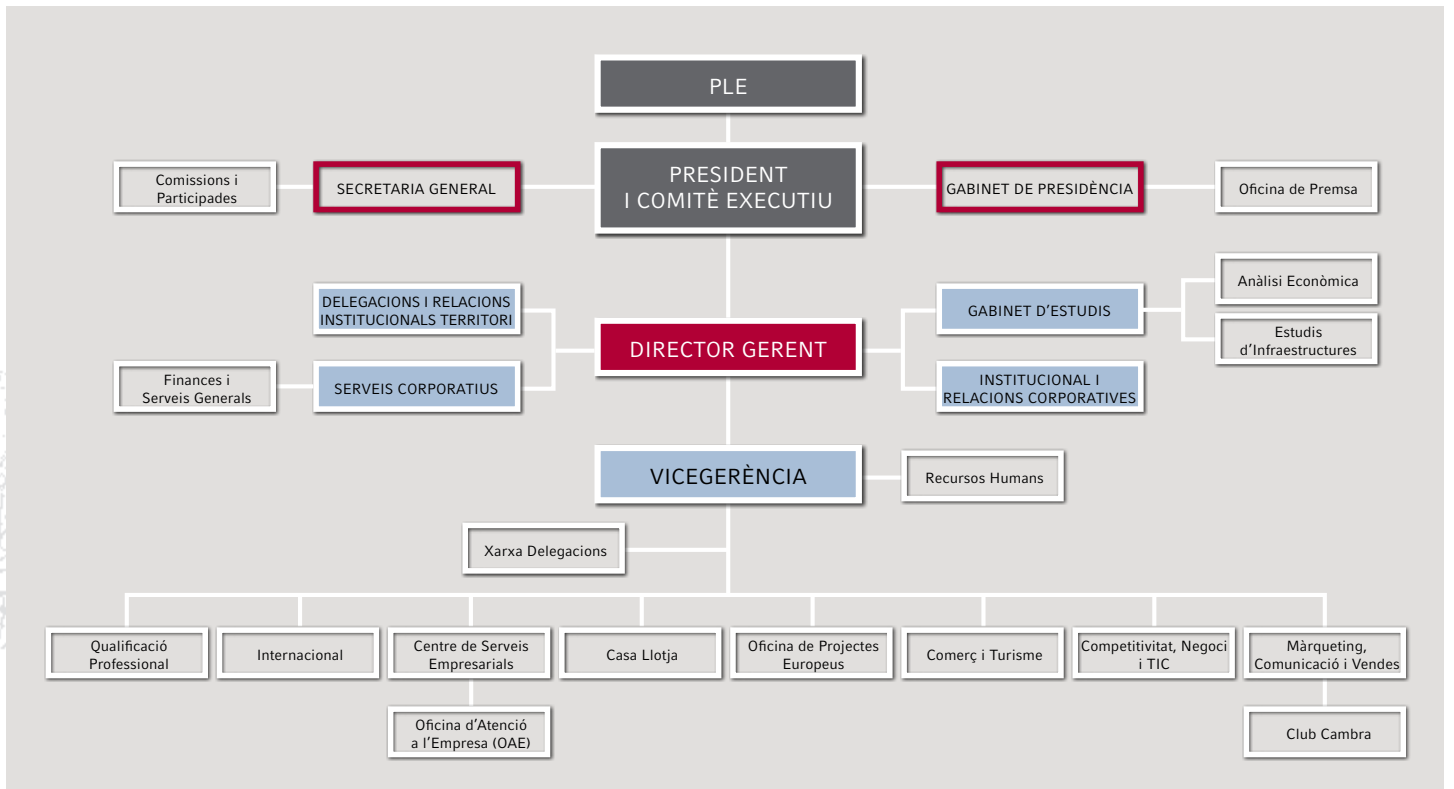 PLE
PRESIDENT
I COMITÈ EXECUTIU
Comissions i
Participades
SECRETARIA GENERAL
GABINET DE PRESIDÈNCIA
Oficina de Premsa
DELEGACIONS I RELACIONS
INSTITUCIONALS TERRITORI
GABINET D'ESTUDIS
Anàlisi Econòmica
DIRECTOR GERENT
Estudis
d'Infraestructures
Finances i
Serveis Generals
SERVEIS CORPORATIUS
INSTITUCIONAL I
RELACIONS CORPORATIVES
VICEGERÈNCIA
Recursos Humans
Xarxa Delegacions
Qualificació
Professional
Internacional
Centre de Serveis
Empresarials
Casa Llotja
Oficina de Projectes
Europeus
Comerç i Turisme
Competitivitat, Negoci
i TIC
Màrqueting,
Comunicació i Vendes
Oficina d'Atenció
a l'Empresa (OAE)
Club Cambra